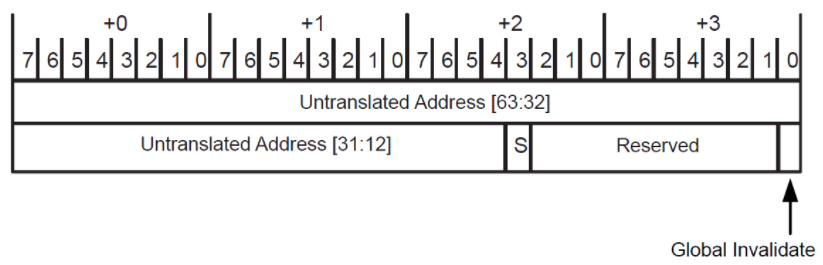 +0 +1 +2 +3
7 6 5 4 3 2 1 0 7 6 5 4 3 2 1 0 7 6 5 4 3 2 1 0 7 6 5 4 3 2 1 0
Untranslated Address [63:32]
Untranslated Address [31:12] S Reserved
Global Invalidate